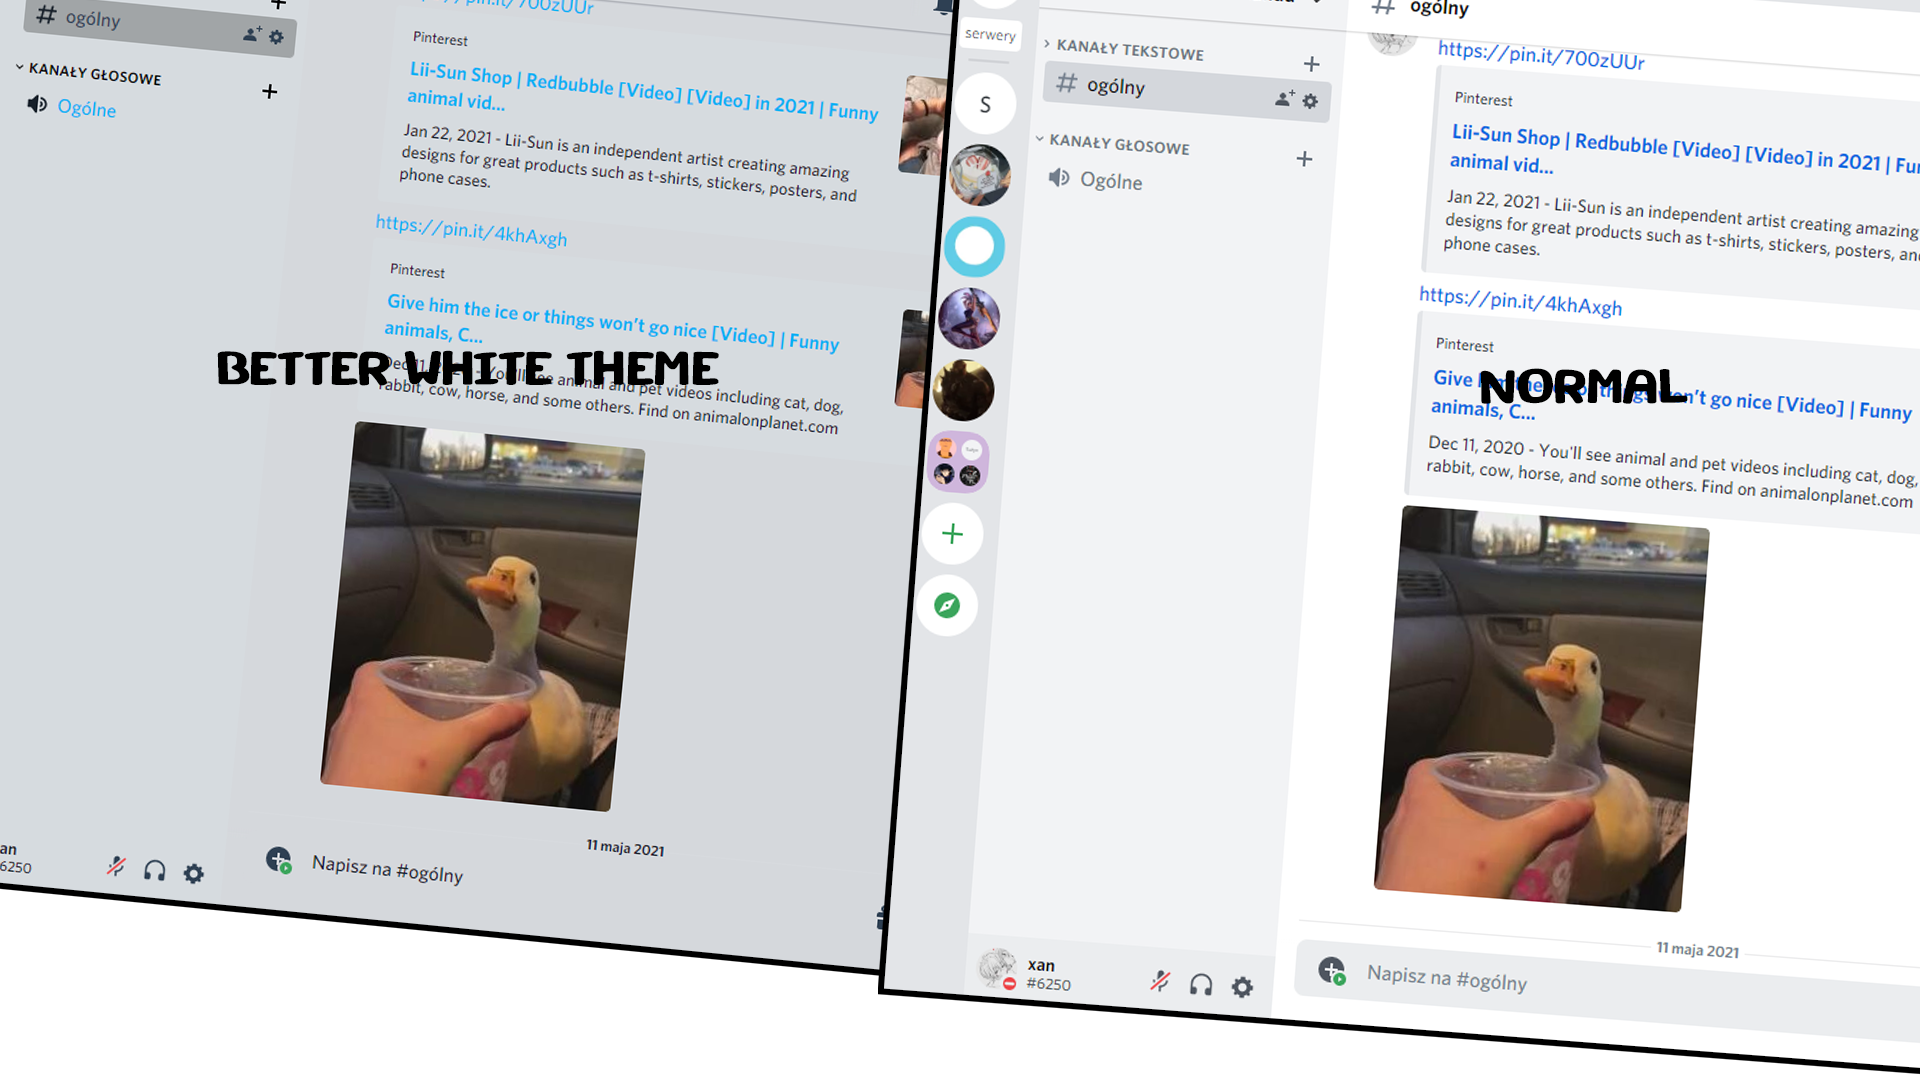 ogólny
KANAŁY GŁOSOWE
Ogólne
Pinterest
Lii-Sun Shop | Redbubble [Video] [Video] in 2021 | Funny
animal vid...
Jan 22, 2021 - Lii-Sun is an independent artist creating amazing
designs for great products such as t-shirts, stickers, posters, and
phone cases.
https://pin.it/4khAxgh
Pinterest
Give him the ice or things won't go nice [Video] | Funny
animals, C...
Dec 11, - You'll see animal and pet videos including cat, dog,
rabbit, cow, horse, and some others. Find on animalonplanet.com
BETTER WHITE THEME
11 maja 2021
Napisz na #ogólny
an
6250
serwery
S
KANAŁY TEKSTOWE
ogólny
KANAŁY GŁOSOWE
Ogólne
xan
#6250
ogólny
https://pin.it/700zUUr
Pinterest
Lii-Sun Shop | Redbubble [Video] [Video] in 2021 | Fu
animal vid...
Jan 22, 2021 - Lii-Sun is an independent artist creating amazing
designs for great products such as t-shirts, stickers, posters, an
phone cases.
https://pin.it/4khAxgh
Pinterest
Give him the or things won't go nice [Video] | Funny
animals, C...
NORMAL
Dec 11, 2020 - You'll see animal and pet videos including cat, dog,
rabbit, cow, horse, and some others. Find on animalonplanet.com
11 maja 2021
Napisz na #ogólny